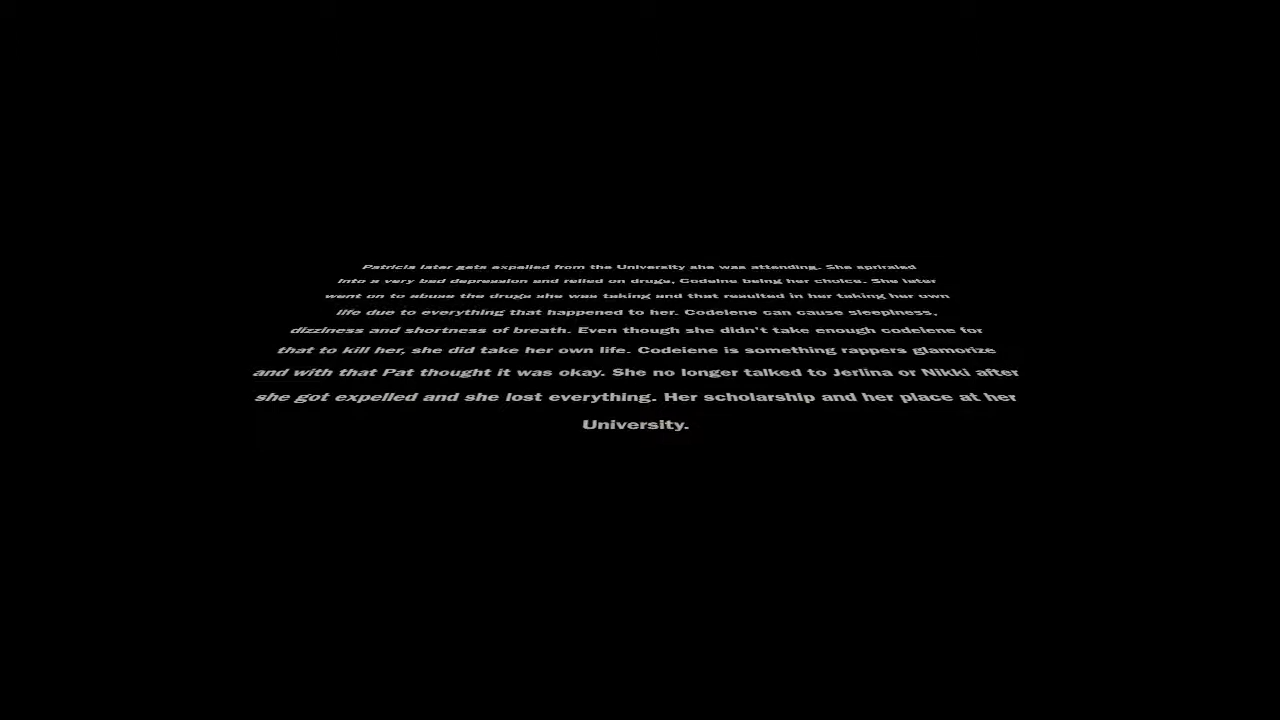 Patricia later gets expelled from the University she was attending. She spriraled
into a very bad depression and relied on drugs, Codeine being her choice. She later
went on to abuse the drugs she was taking and that resulted in her taking her own
life due to everything that happened to her. Codeiene can cause sleepiness,
dizziness and shortness of breath. Even though she didn't take enough codeiene for
that to kill her, she did take her own life. Codeiene is something rappers glamorize
and with that Pat thought it was okay. She no longer talked to Jerlina or Nikki after
she got expelled and she lost everything. Her scholarship and her place at her
University.